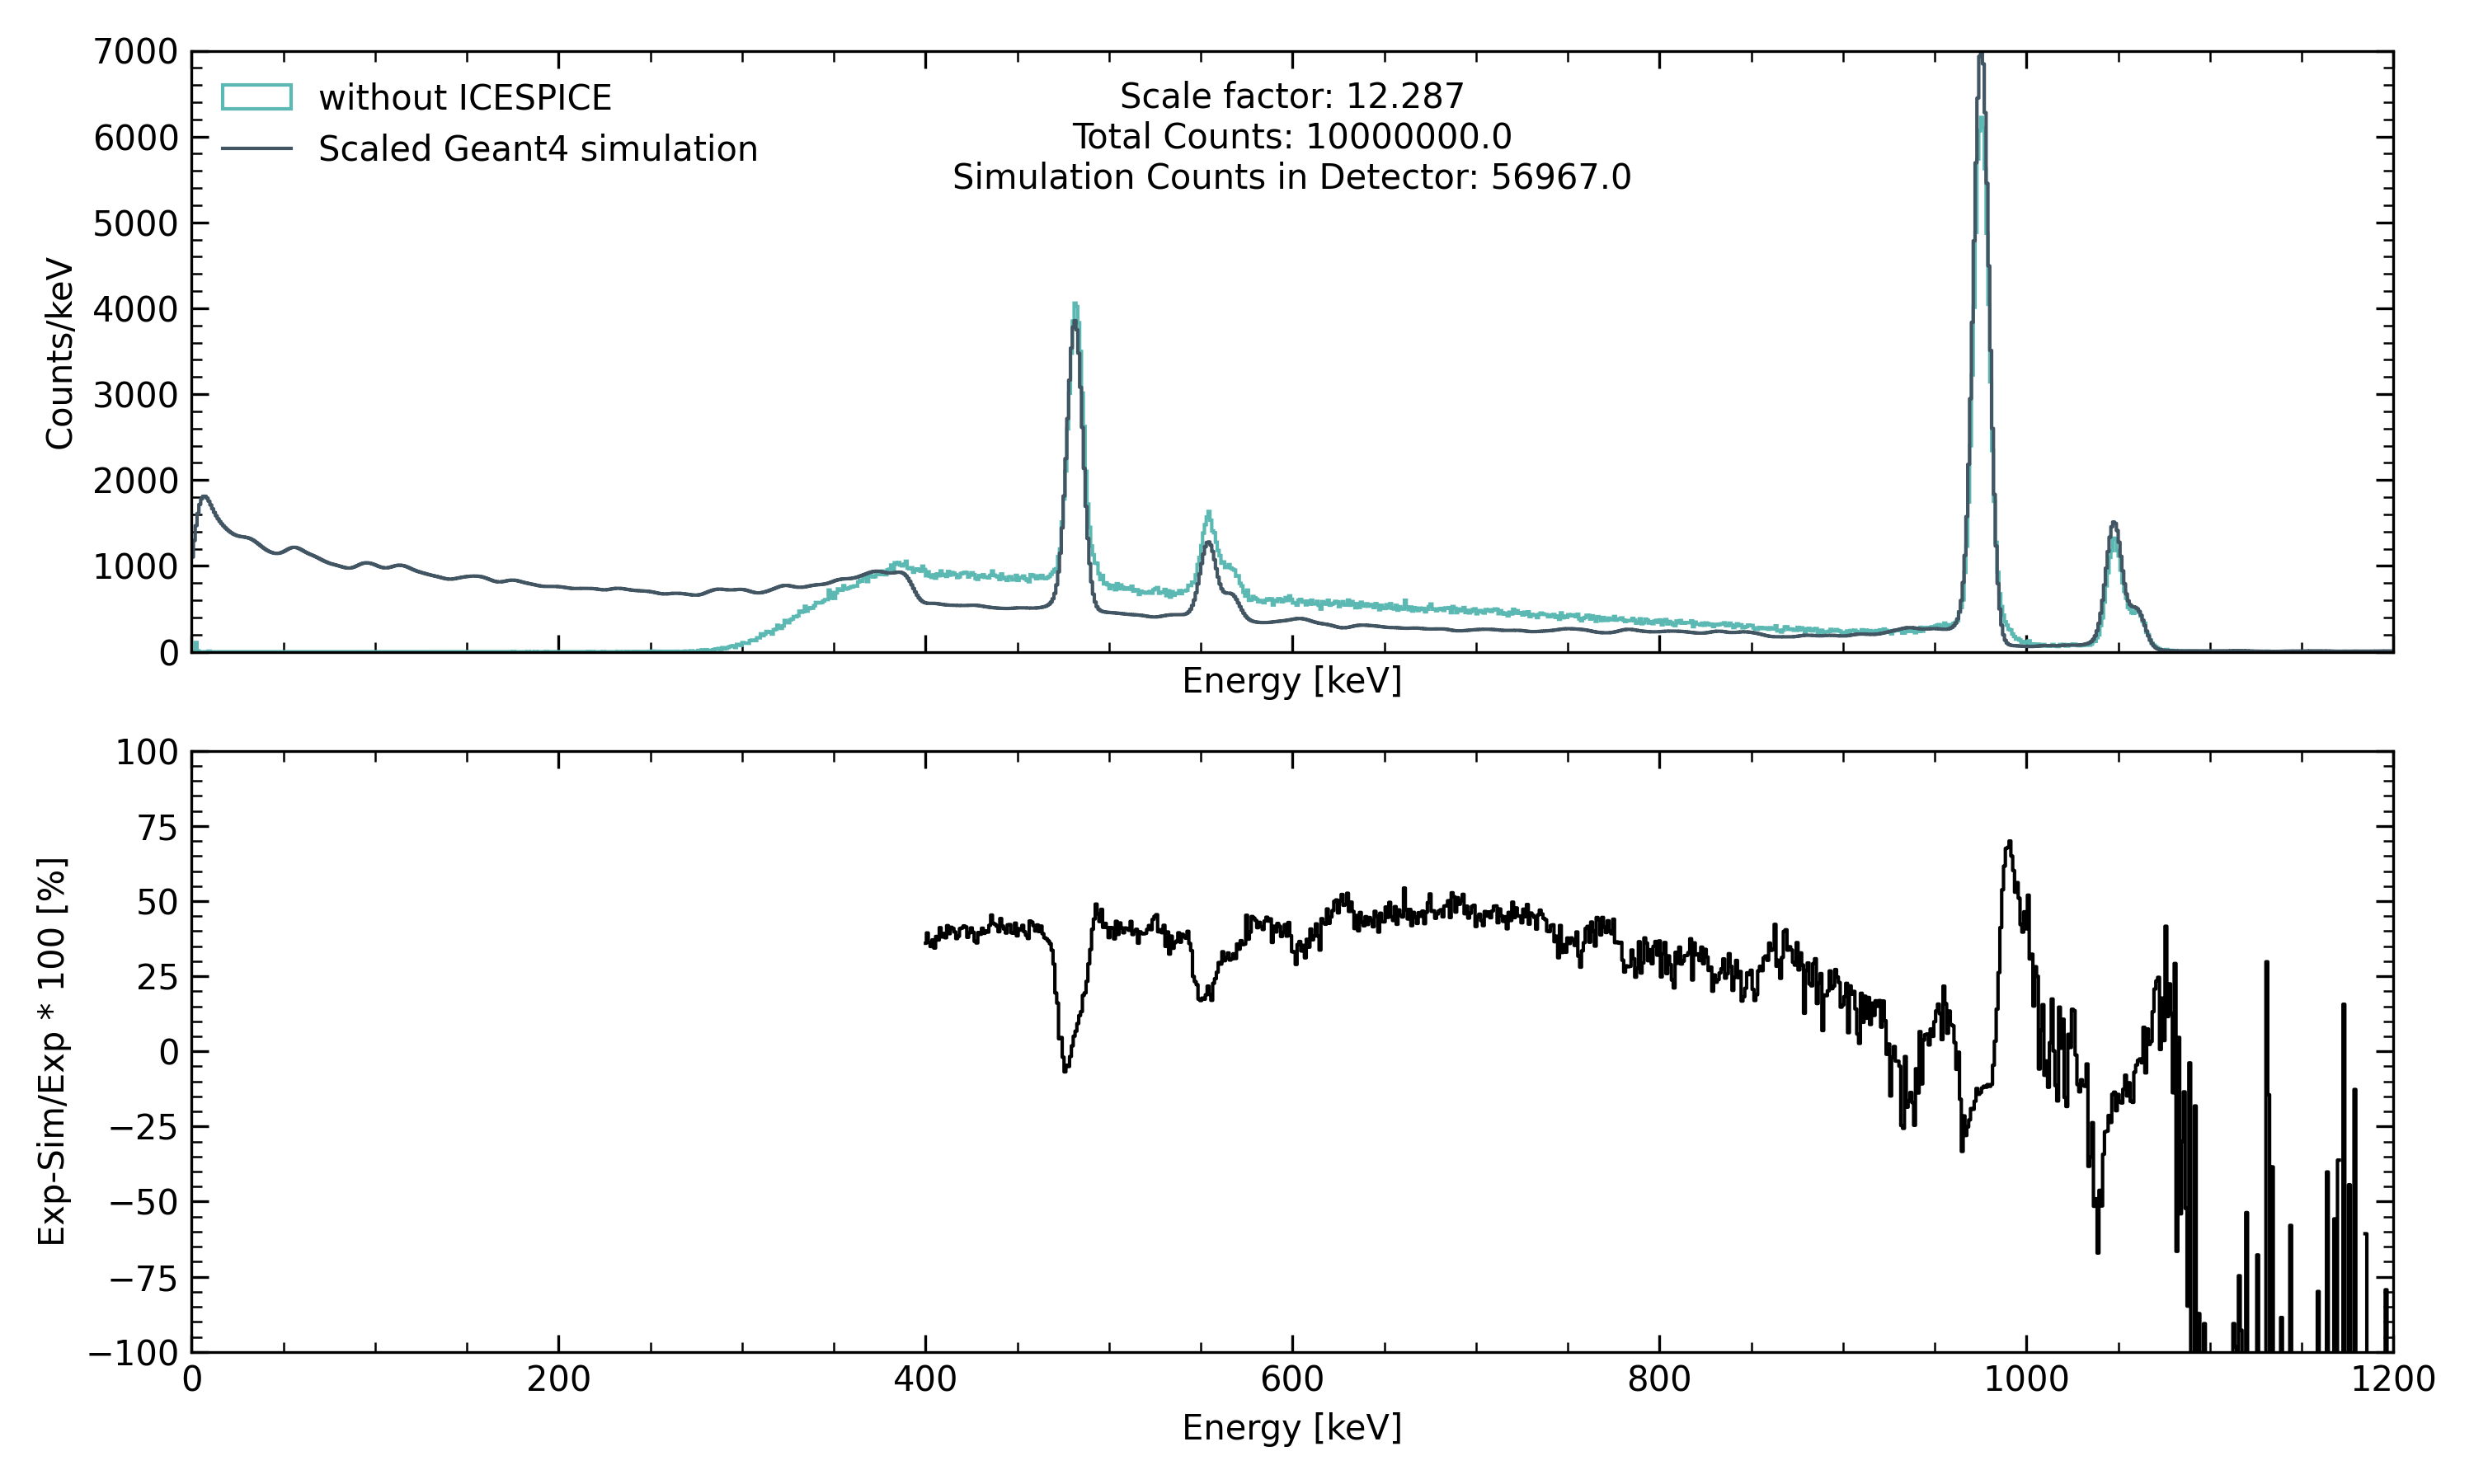 7000
6000
5000
4000
3000
2000
1000
0
Counts/keV
without ICESPICE
Scaled Geant4 simulation
Scale factor: 12.287
Total Counts: 10000000.0
Simulation Counts in Detector: 56967.0
Energy [keV]
100
75
50
25
0
−25
−50
−75
−100
Exp-Sim/Exp * 100 [%]
0 200 400 600 800 1000 1200
Energy [keV]